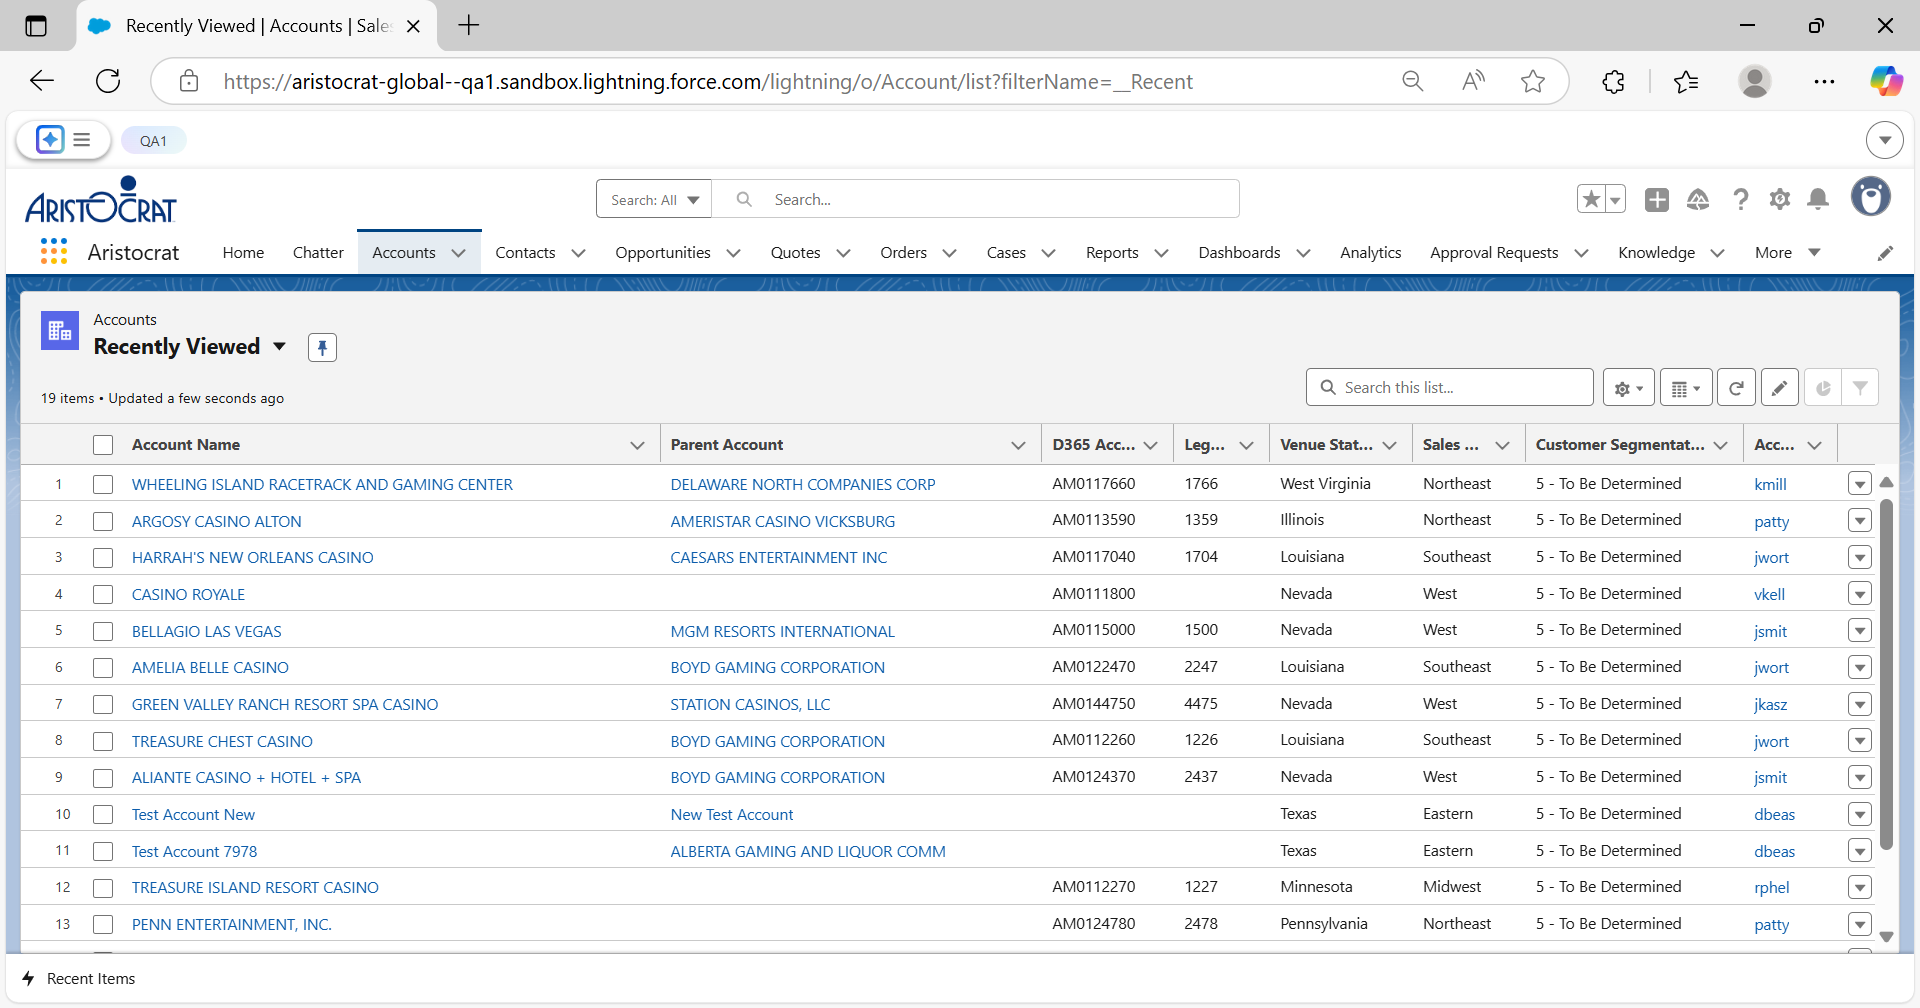 Recently Viewed | Accounts | Sales
https://aristocrat-global--qa1.sandbox.lightning.force.com/lightning/o/Account/list?filterName=__Recent
QA1
ARISTOCRAT
Search: All
Search...
Aristocrat
Home
Chatter
Accounts
Contacts
Opportunities
Quotes
Orders
Cases
Reports
Dashboards
Analytics
Approval Requests
Knowledge
More
Accounts
Recently Viewed
19 items • Updated a few seconds ago
Search this list...
Account Name Parent Account D365 Acc... Leg... Venue Stat... Sales ... Customer Segmentat... Acc...
1 WHEELING ISLAND RACETRACK AND GAMING CENTER DELAWARE NORTH COMPANIES CORP AM0117660 1766 West Virginia Northeast 5 - To Be Determined kmill
2 ARGOSY CASINO ALTON AMERISTAR CASINO VICKSBURG AM0113590 1359 Illinois Northeast 5 - To Be Determined patty
3 HARRAH'S NEW ORLEANS CASINO CAESARS ENTERTAINMENT INC AM0117040 1704 Louisiana Southeast 5 - To Be Determined jwort
4 CASINO ROYALE AM0111800 Nevada West 5 - To Be Determined vkell
5 BELLAGIO LAS VEGAS MGM RESORTS INTERNATIONAL AM0115000 1500 Nevada West 5 - To Be Determined jsmit
6 AMELIA BELLE CASINO BOYD GAMING CORPORATION AM0122470 2247 Louisiana Southeast 5 - To Be Determined jwort
7 GREEN VALLEY RANCH RESORT SPA CASINO STATION CASINOS, LLC AM0144750 4475 Nevada West 5 - To Be Determined jkasz
8 TREASURE CHEST CASINO BOYD GAMING CORPORATION AM0112260 1226 Louisiana Southeast 5 - To Be Determined jwort
9 ALIANTE CASINO + HOTEL + SPA BOYD GAMING CORPORATION AM0124370 2437 Nevada West 5 - To Be Determined jsmit
10 Test Account New New Test Account Texas Eastern 5 - To Be Determined dbeas
11 Test Account 7978 ALBERTA GAMING AND LIQUOR COMM Texas Eastern 5 - To Be Determined dbeas
12 TREASURE ISLAND RESORT CASINO AM0112270 1227 Minnesota Midwest 5 - To Be Determined rphel
13 PENN ENTERTAINMENT, INC. AM0124780 2478 Pennsylvania Northeast 5 - To Be Determined patty
Recent Items